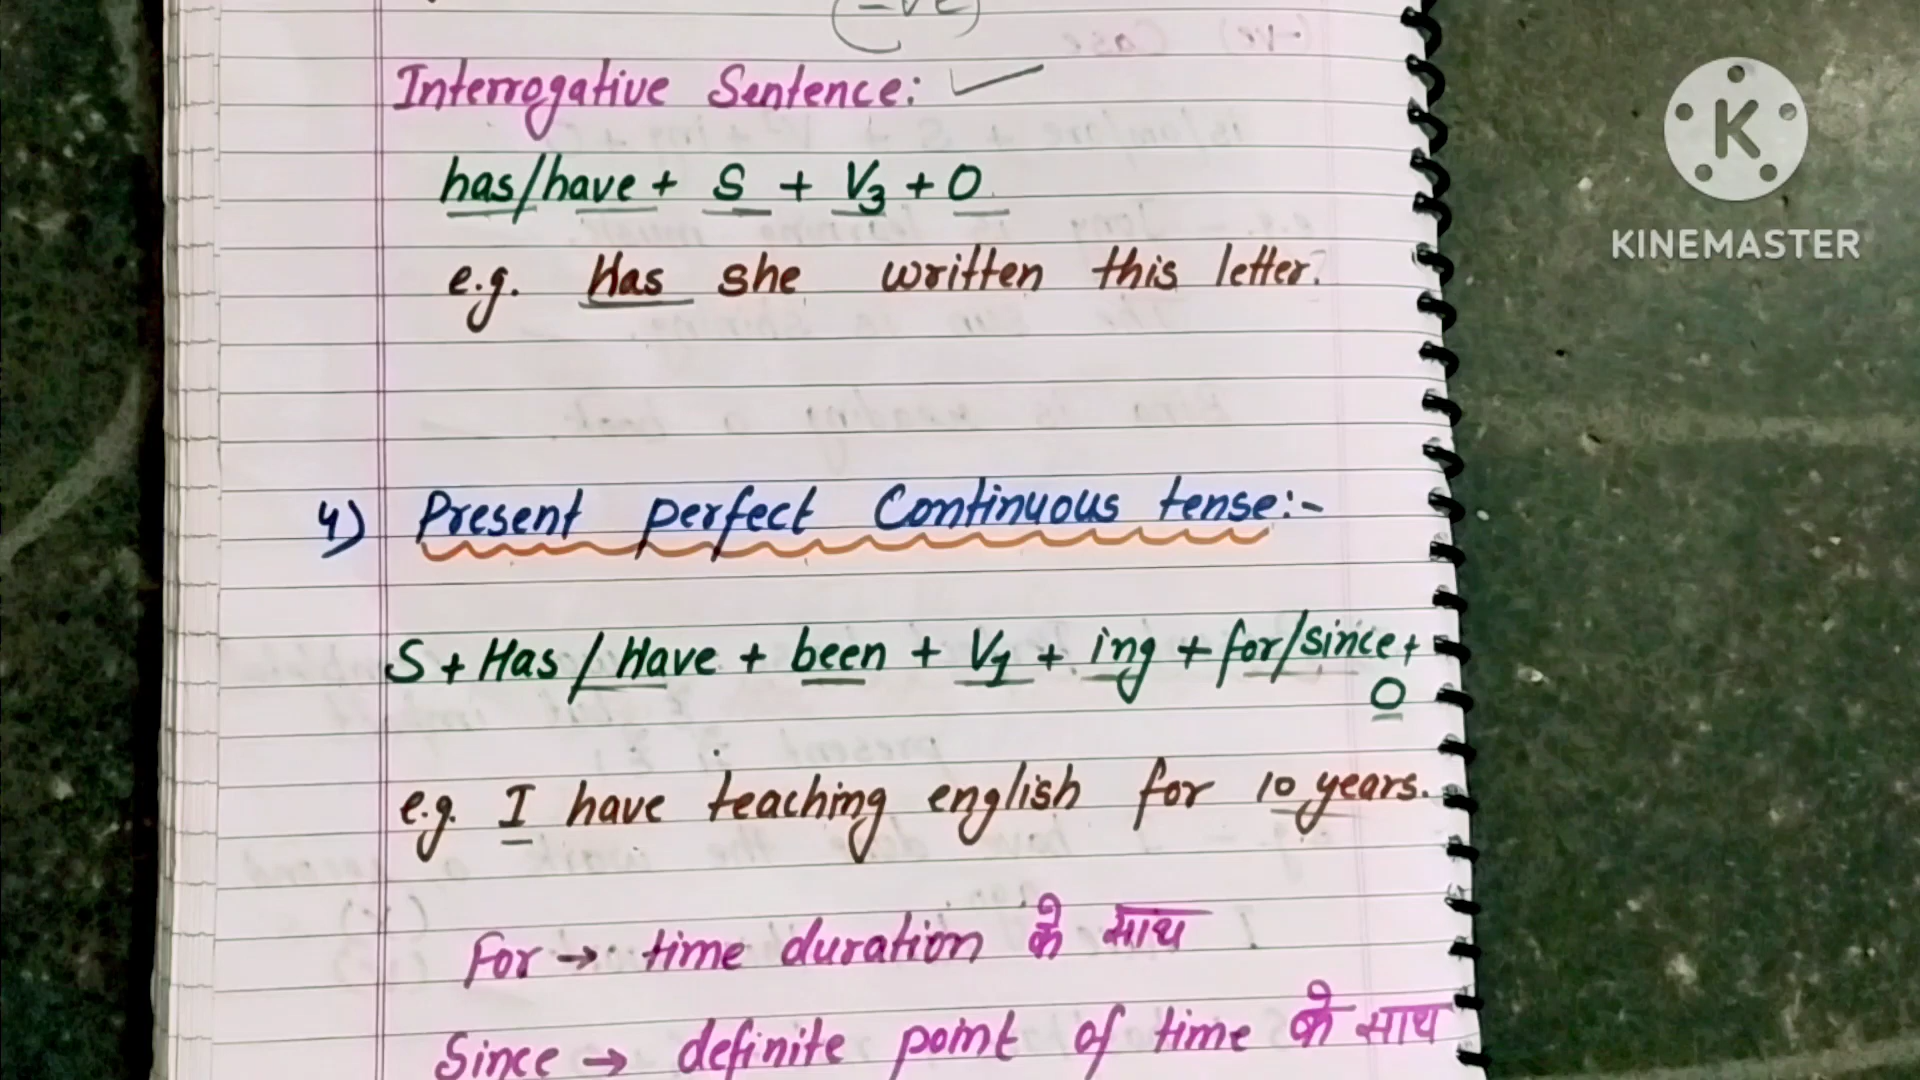 (-ve)
Interrogative Sentence:
has/have + S + V3 + O
e.g. Has she written this letter.
4) Present perfect Continuous tense:-
S + Has / Have + been + V1 + ing + for/since +
O
e.g. I have teaching english for 10 years.
For → time duration के साथ
Since → definite point of time के साथ
K
KINEMASTER